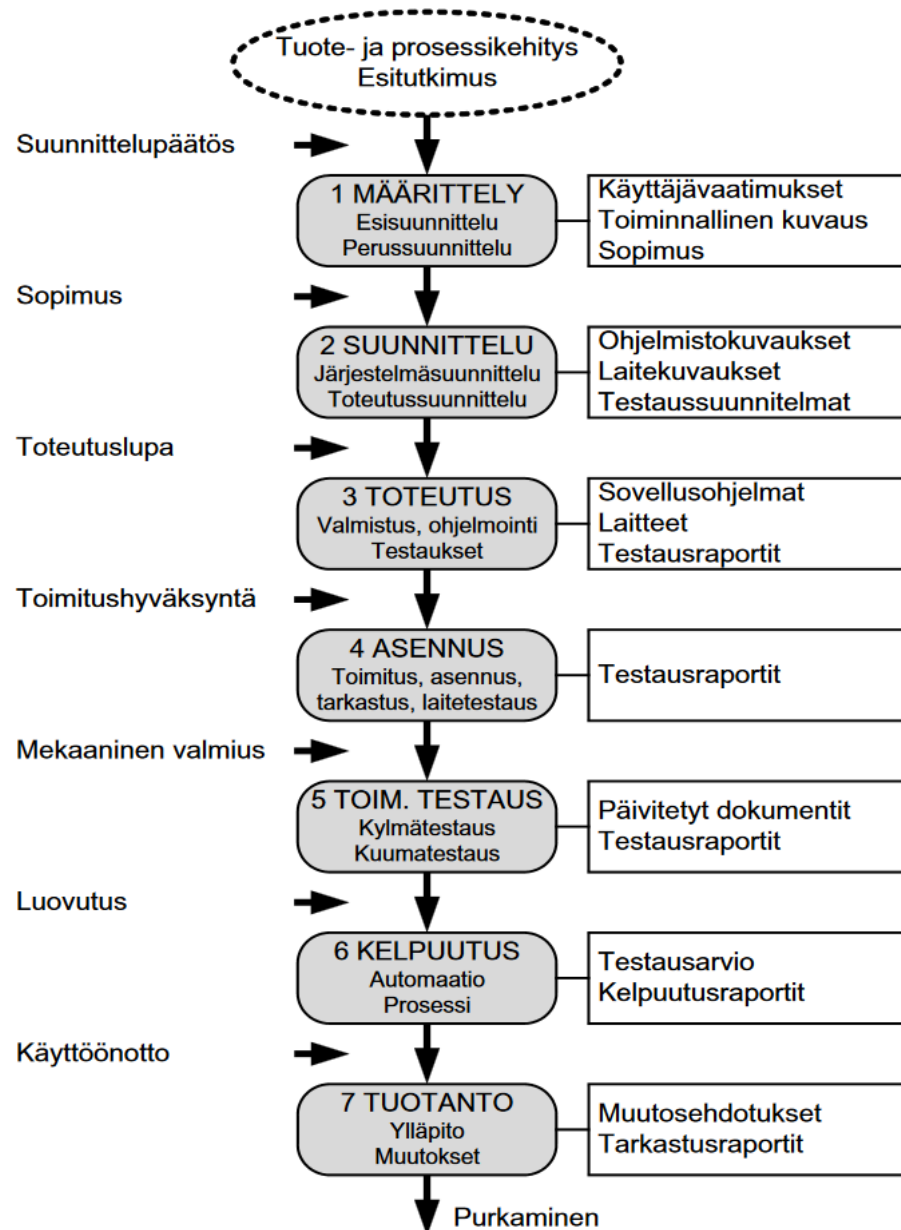 Tuote- ja prosessikehitys
Esitutkimus
Suunnittelupäätös
1 MÄÄRITTELY
Esisuunnittelu
Perussuunnittelu
Käyttäjävaatimukset
Toiminnallinen kuvaus
Sopimus
Sopimus
2 SUUNNITTELU
Järjestelmäsuunnittelu
Toteutussuunnittelu
Ohjelmistokuvaukset
Laitekuvaukset
Testaussuunnitelmat
Toteutuslupa
3 TOTEUTUS
Valmistus, ohjelmointi
Testaukset
Sovellusohjelmat
Laitteet
Testausraportit
Toimitushyväksyntä
4 ASENNUS
Toimitus, asennus,
tarkastus, laitetestaus
Testausraportit
Mekaaninen valmius
5 TOIM. TESTAUS
Kylmätestaus
Kuumatestaus
Päivitetyt dokumentit
Testausraportit
Luovutus
6 KELPUUTUS
Automaatio
Prosessi
Testausarvio
Kelpuutusraportit
Käyttöönotto
7 TUOTANTO
Ylläpito
Muutokset
Muutosehdotukset
Tarkastusraportit
Purkaminen